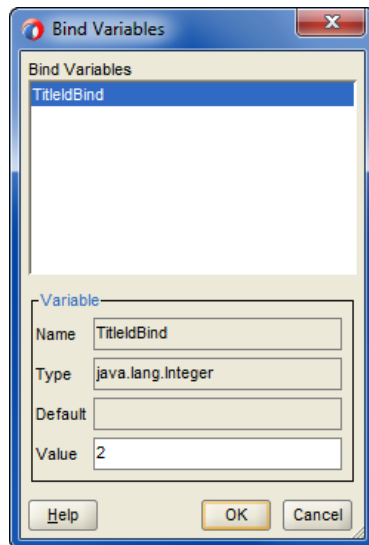 Bind Variables
Bind Variables
TitleIdBind
Variable
Name TitleIdBind
Type java.lang.Integer
Default
Value 2
Help OK Cancel